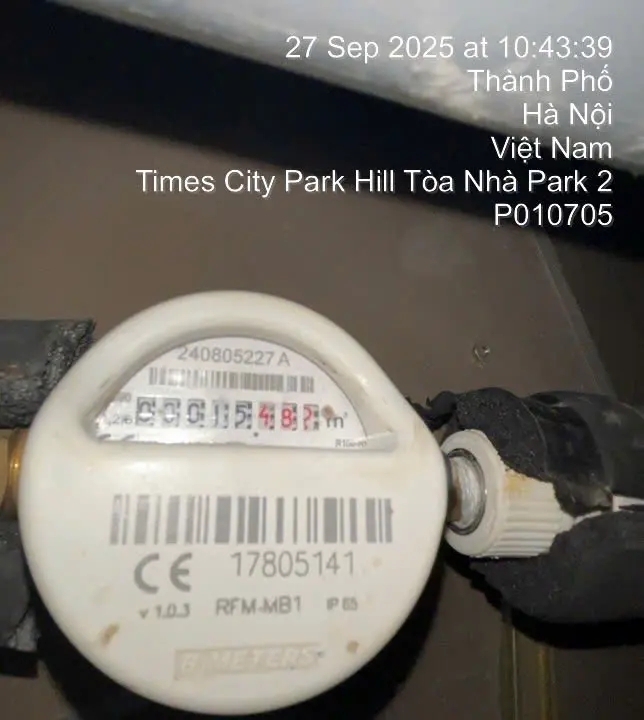 27 Sep 2025 at 10:43:39
Thành Phố
Hà Nội
Việt Nam
Times City Park Hill Tòa Nhà Park 2
P010705
240805227 A
0001548 m³
17805141
CE
v 1.0.3 RFM-MB1 IP 65
B METERS